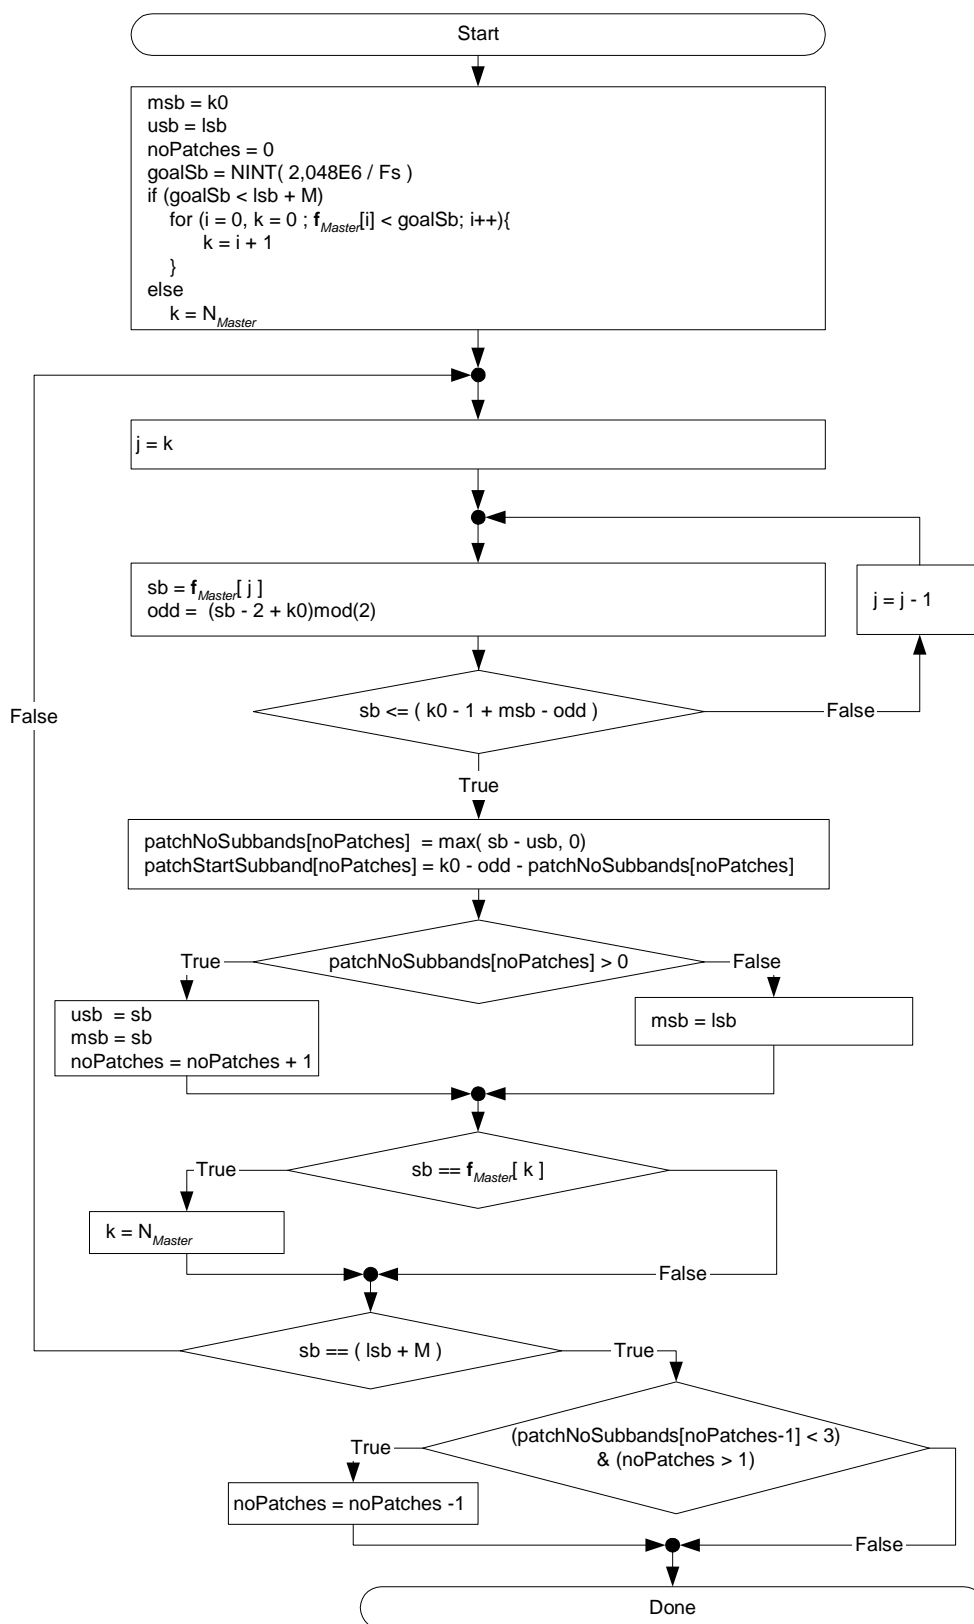 Start
msb = k0
usb = lsb
noPatches = 0
goalSb = NINT( 2,048E6 / Fs )
if (goalSb < lsb + M)
for (i = 0, k = 0 ; fMaster[i] < goalSb; i++){
k = i + 1
}
else
k = NMaster
j = k
sb = fMaster[ j ]
odd = (sb - 2 + k0)mod(2)
j = j - 1
sb <= ( k0 - 1 + msb - odd )
False
False
True
patchNoSubbands[noPatches] = max( sb - usb, 0)
patchStartSubband[noPatches] = k0 - odd - patchNoSubbands[noPatches]
True
patchNoSubbands[noPatches] > 0
False
usb = sb
msb = sb
noPatches = noPatches + 1
msb = lsb
True
sb == fMaster[ k ]
k = NMaster
False
sb == ( lsb + M )
True
(patchNoSubbands[noPatches-1] < 3)
& (noPatches > 1)
True
noPatches = noPatches -1
False
Done